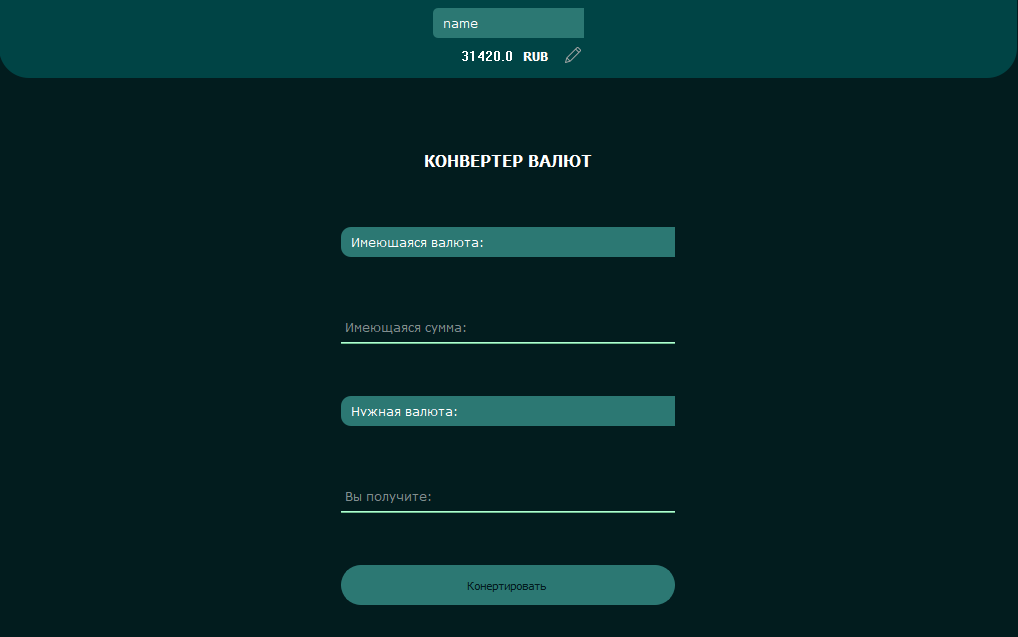 name
31420.0 RUB
КОНВЕРТЕР ВАЛЮТ
Имеющаяся валюта:
Имеющаяся сумма:
Нужная валюта:
Вы получите:
Конертировать